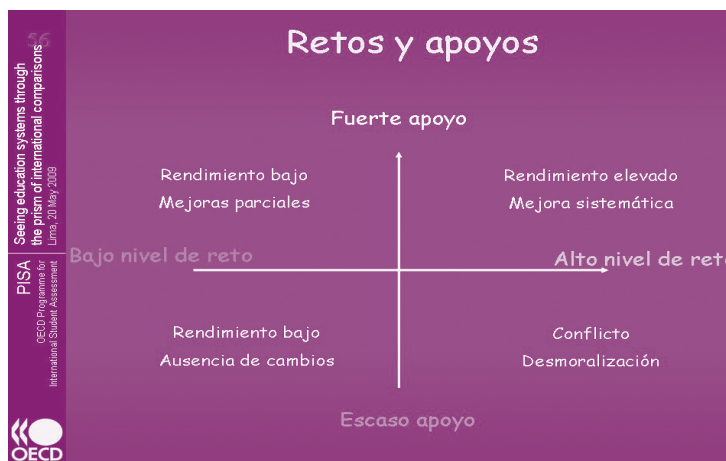 56
Seeing education systems through
the prism of international comparisons
Lima, 20 May 2009
PISA
OECD Programme for
International Student Assessment
OECD
Retos y apoyos
Fuerte apoyo
Rendimiento bajo
Mejoras parciales
Rendimiento elevado
Mejora sistemática
Bajo nivel de reto
Alto nivel de reto
Rendimiento bajo
Ausencia de cambios
Conflicto
Desmoralización
Escaso apoyo